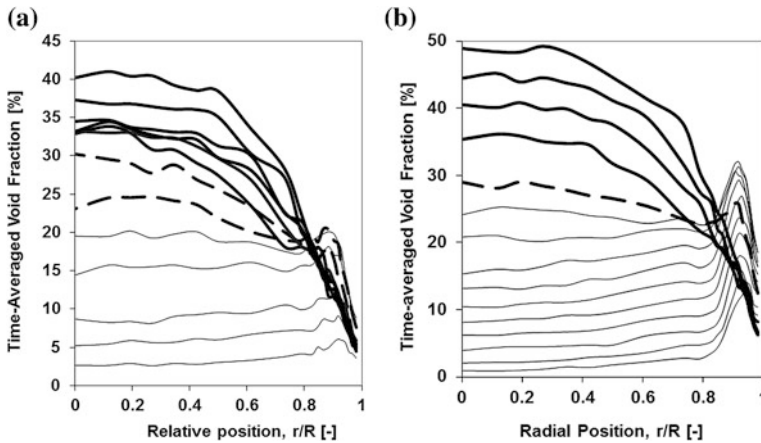 (a)
45
40
35
30
25
20
15
10
5
0
Time-Averaged Void Fraction [%]
0 0.2 0.4 0.6 0.8 1
Relative position, r/R [-]
(b)
50
40
30
20
10
0
Time-averaged Void Fraction [%]
0 0.2 0.4 0.6 0.8 1
Radial Position, r/R [-]